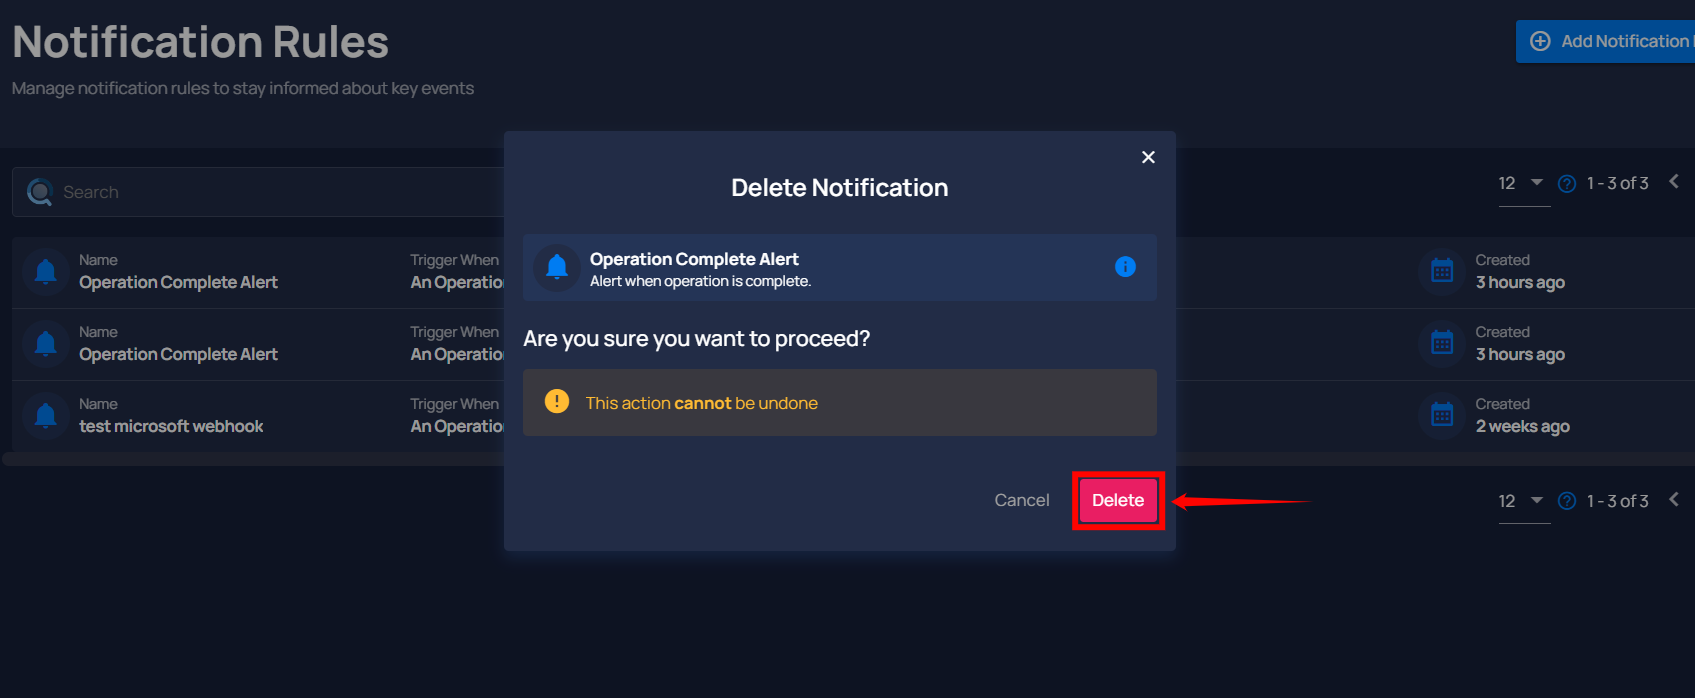 Notification Rules
Manage notification rules to stay informed about key events
Add Notification
Search
12
1 - 3 of 3
Name
Operation Complete Alert
Trigger When
An Operatio
Created
3 hours ago
Name
Operation Complete Alert
Trigger When
An Operatio
Created
3 hours ago
Name
test microsoft webhook
Trigger When
An Operatio
Created
2 weeks ago
12
1 - 3 of 3
Delete Notification
Operation Complete Alert
Alert when operation is complete.
Are you sure you want to proceed?
This action cannot be undone
Cancel
Delete